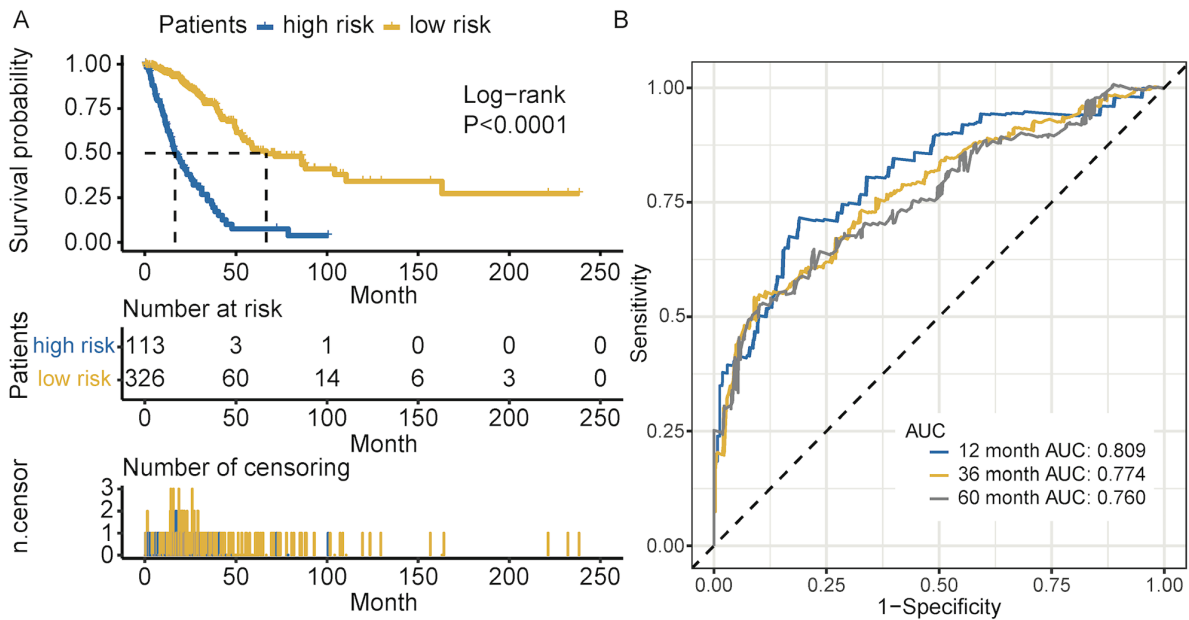 A
Patients high risk low risk
Survival probability
1.00
0.75
0.50
0.25
0.00
Log-rank
P<0.0001
0 50 100 150 200 250
Month
Number at risk
Patients
high risk 113 3 1 0 0 0
low risk 326 60 14 6 3 0
0 50 100 150 200 250
Month
Number of censoring
n.censor
3
2
1
0
0 50 100 150 200 250
Month
B
Sensitivity
1.00
0.75
0.5
0.25
0.00
AUC
12 month AUC: 0.809
36 month AUC: 0.774
60 month AUC: 0.760
0.00 0.25 0.50 0.75 1.00
1-Specificity